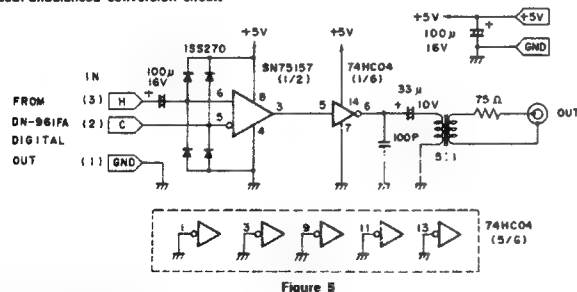 +5V
+5V
+5V
+5V
100μ
16V
GND
ISS270
SN75157
(1/2)
74HC04
(1/6)
IN
100μ
16V
+
33μ
+
10V
75Ω
OUT
FROM
(3)
H
6
8
3
5
14
6
DN-961FA
(2)
C
5
4
7
100P
5:1
DIGITAL
OUT
(1)
GND
1
3
9
11
13
74HC04
(5/6)
Figure 5